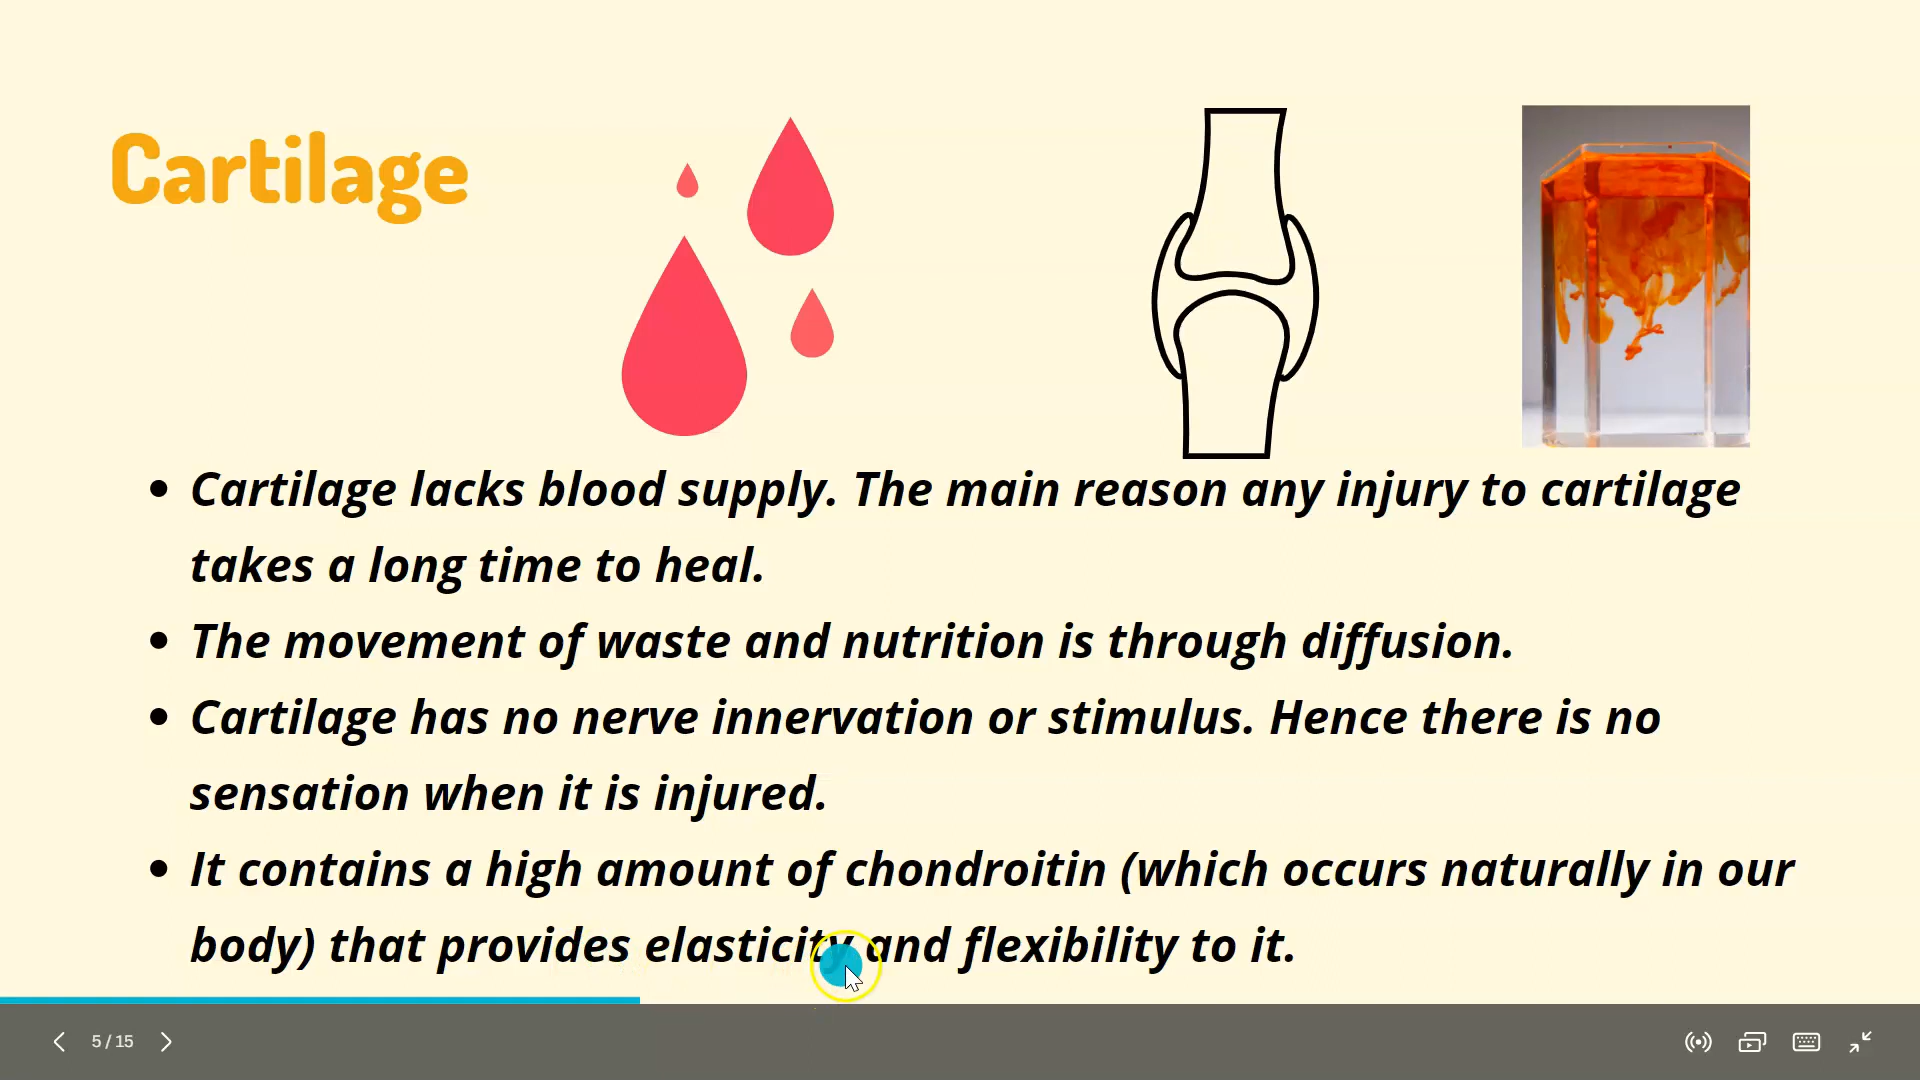 Cartilage
• Cartilage lacks blood supply. The main reason any injury to cartilage
takes a long time to heal.
• The movement of waste and nutrition is through diffusion.
• Cartilage has no nerve innervation or stimulus. Hence there is no
sensation when it is injured.
• It contains a high amount of chondroitin (which occurs naturally in our
body) that provides elasticity and flexibility to it.
5 / 15